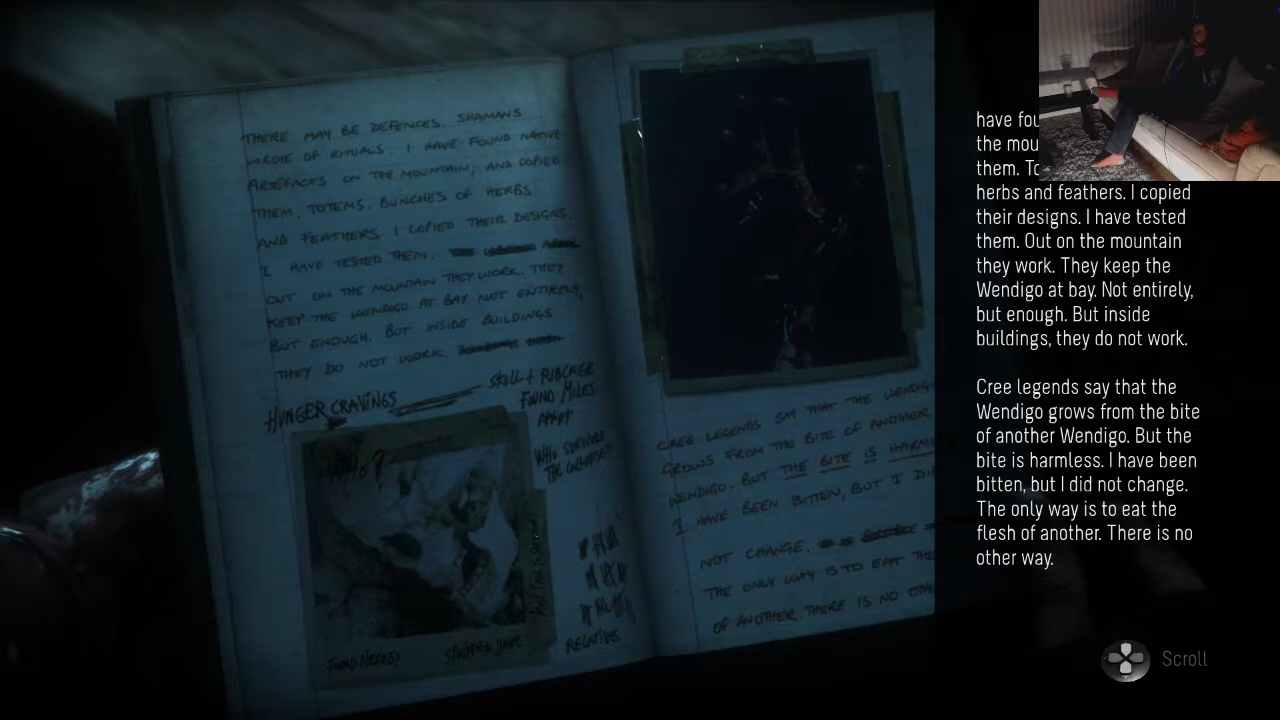 THERE MAY BE DEFENCES. SHAMANS
WROTE OF RITUALS. I HAVE FOUND NATIVE
ARTEFACTS ON THE MOUNTAIN, AND COPIED
THEM. TOTEMS. BUNCHES OF HERBS
AND FEATHERS. I COPIED THEIR DESIGNS.
I HAVE TESTED THEM.
OUT ON THE MOUNTAIN THEY WORK. THEY
KEEP THE WENDIGO AT BAY. NOT ENTIRELY,
BUT ENOUGH. BUT INSIDE BUILDINGS
THEY DO NOT WORK.
HUNGER CRAVINGS
SKULL + RIBCAGE
FOUND MILES
APART
WHO SURVIVED
THE COLLAPSE?
WHO?
FOUND NEARBY
RELATIVES
CREE LEGENDS SAY THAT THE WENDIG
GROWS FROM THE BITE OF ANOTHER
WENDIGO. BUT THE BITE IS HARM
I HAVE BEEN BITTEN, BUT I DI
NOT CHANGE.
THE ONLY WAY IS TO EAT THE
OF ANOTHER. THERE IS NO OTHE
have fou
the mou
them. To
herbs and feathers. I copied
their designs. I have tested
them. Out on the mountain
they work. They keep the
Wendigo at bay. Not entirely,
but enough. But inside
buildings, they do not work.
Cree legends say that the
Wendigo grows from the bite
of another Wendigo. But the
bite is harmless. I have been
bitten, but I did not change.
The only way is to eat the
flesh of another. There is no
other way.
Scroll